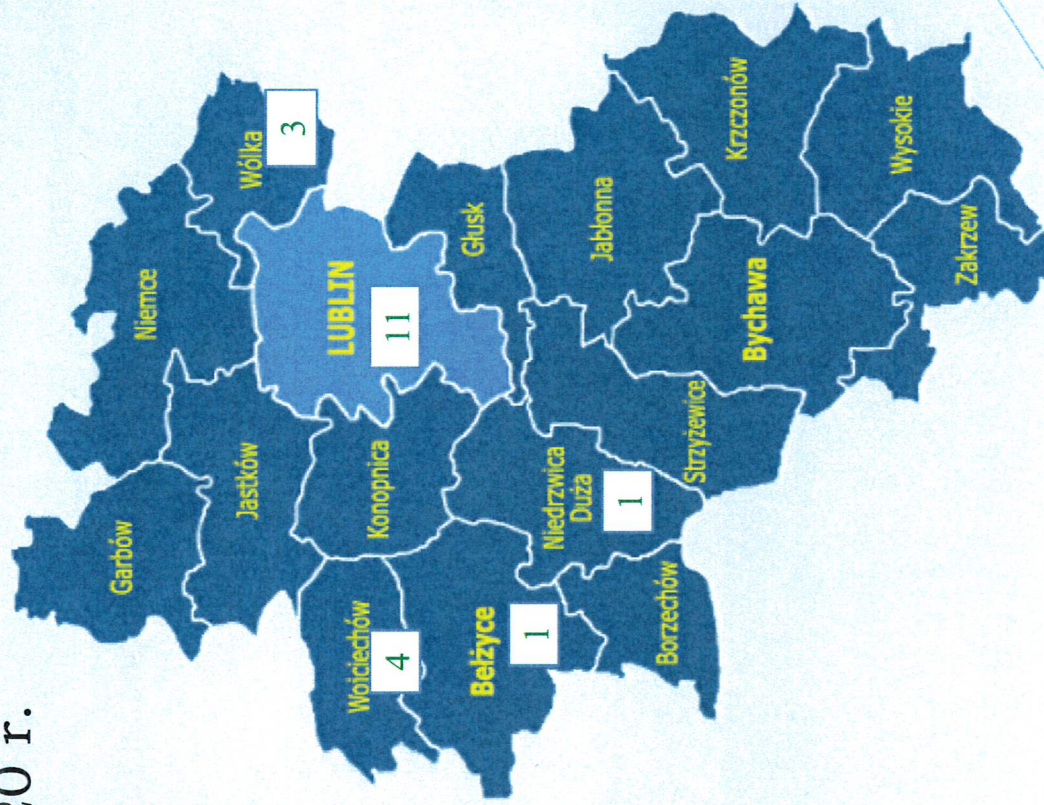 20 r.
Garbów
Niemce
Jastków
Wólka
3
LUBLIN
11
Woiciechów
4
Konopnica
Głusk
Bełżyce
1
Niedrzwica
Duża
1
Jabłonna
Borzechów
Strzyżewice
Krzczonów
Bychawa
Wysokie
Zakrzew